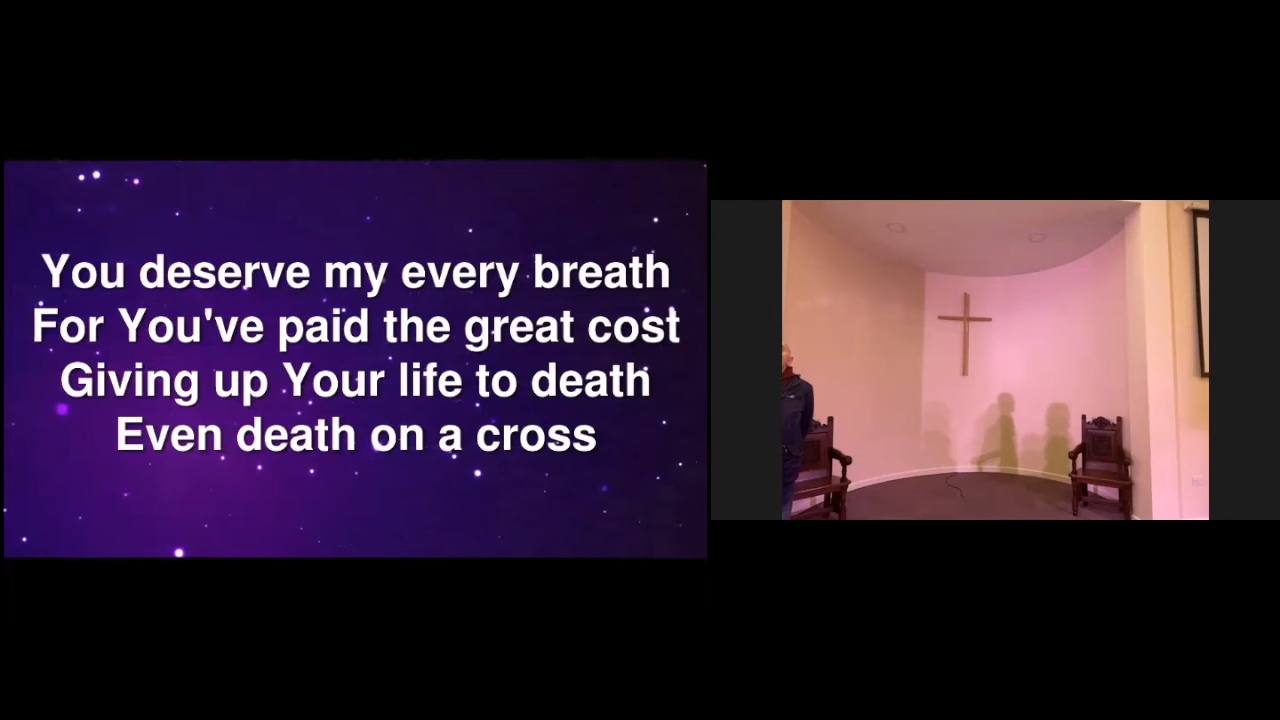 You deserve my every breath
For You've paid the great cost
Giving up Your life to death
Even death on a cross